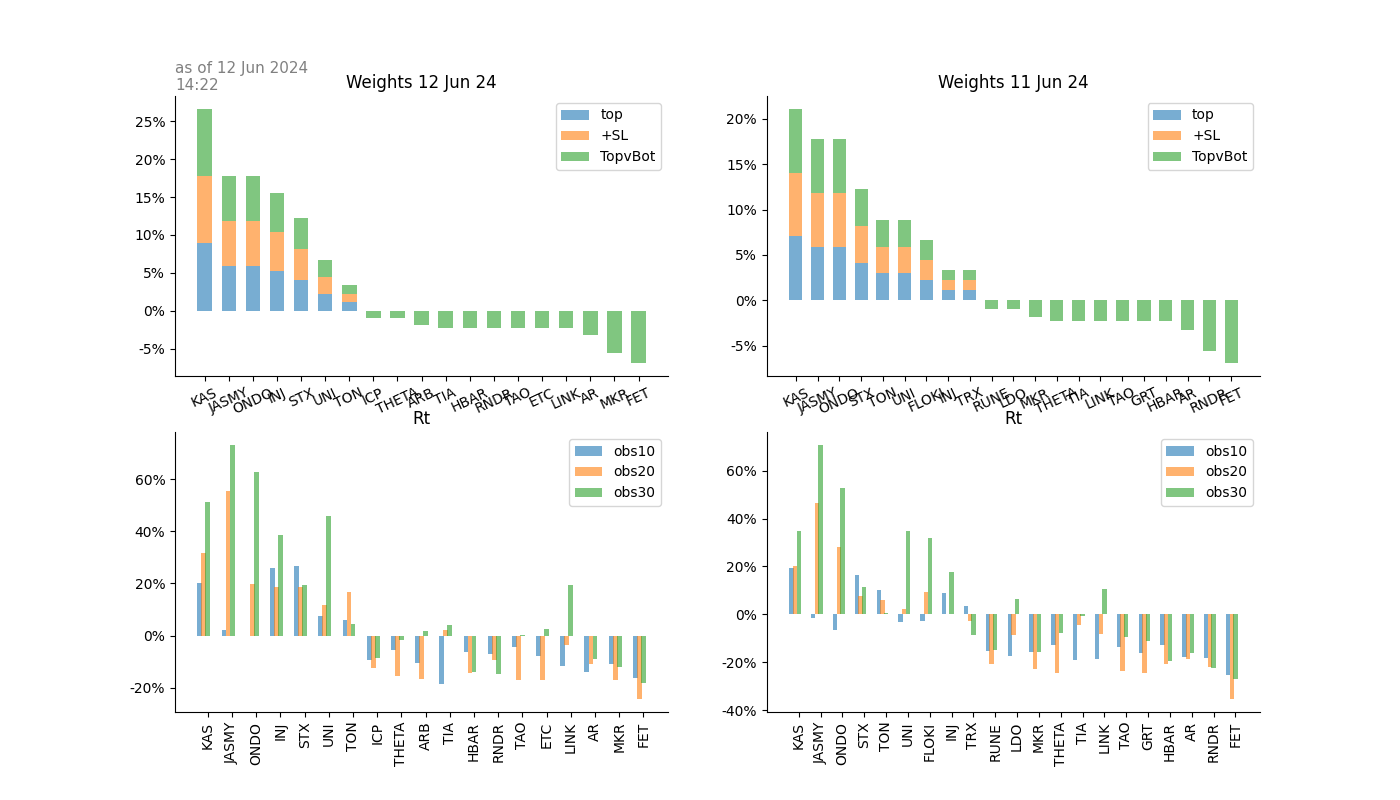 as of 12 Jun 2024
14:22
Weights 12 Jun 24
25%
20%
15%
10%
5%
0%
-5%
top
+SL
TopvBot
KAS JASMY ONDO INJ STX UNI TON ICP THETA ARB TIA HBAR RNDR TAO ETC LINK AR MKR FET
Weights 11 Jun 24
20%
15%
10%
5%
0%
-5%
top
+SL
TopvBot
KAS JASMY ONDO STX TON UNI FLOKI INJ TRX RUNE LDO MKR THETA TIA LINK TAO GRT HBAR AR RNDR FET
Rt
60%
40%
20%
0%
-20%
obs10
obs20
obs30
KAS JASMY ONDO INJ STX UNI TON ICP THETA ARB TIA HBAR RNDR TAO ETC LINK AR MKR FET
Rt
60%
40%
20%
0%
-20%
-40%
obs10
obs20
obs30
KAS JASMY ONDO STX TON UNI FLOKI INJ TRX RUNE LDO MKR THETA TIA LINK TAO GRT HBAR AR RNDR FET